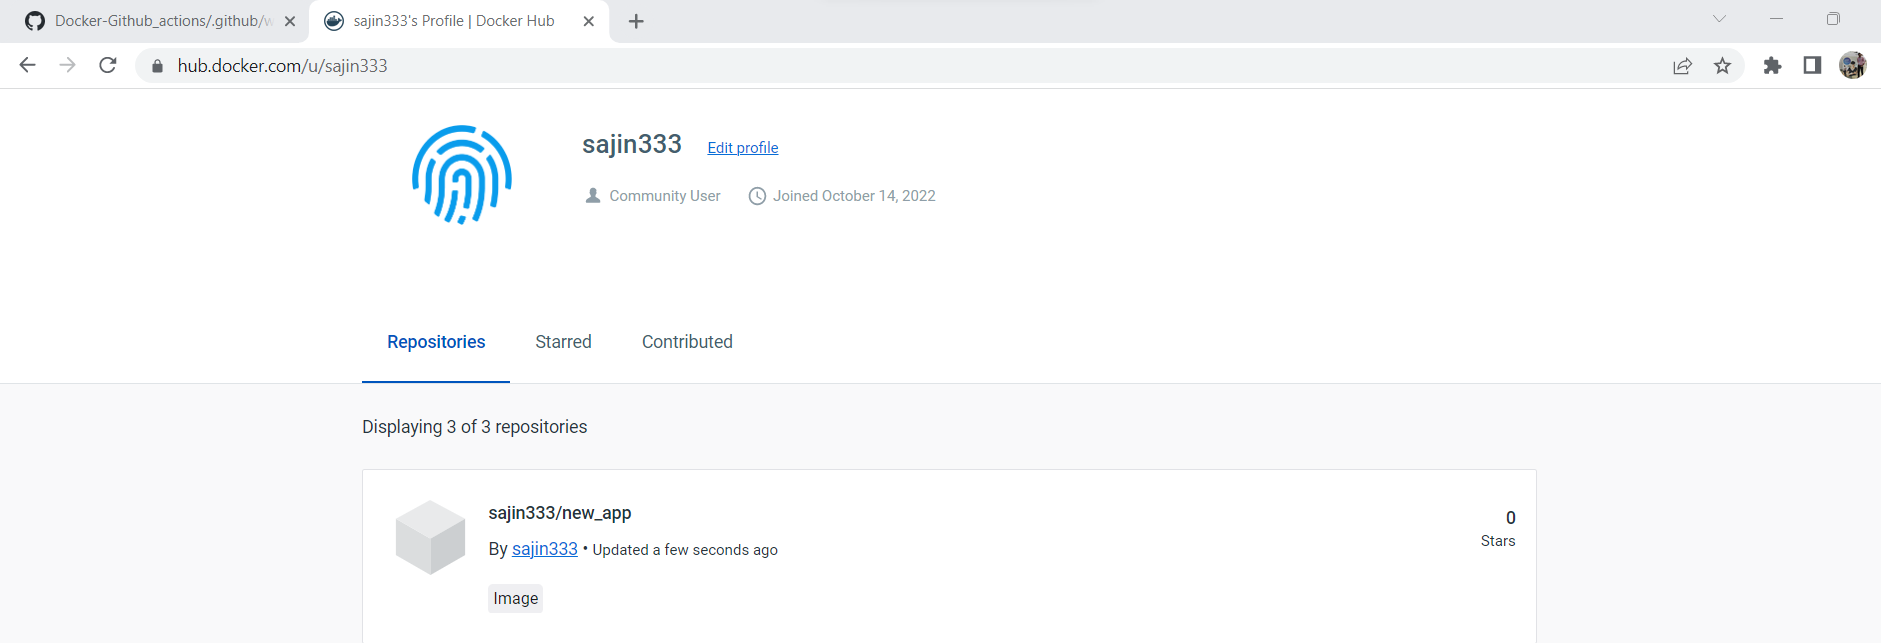 Docker-Github_actions/.github/w
sajin333's Profile | Docker Hub
hub.docker.com/u/sajin333
sajin333 Edit profile
Community User Joined October 14, 2022
Repositories Starred Contributed
Displaying 3 of 3 repositories
sajin333/new_app
0
Stars
By sajin333 • Updated a few seconds ago
Image